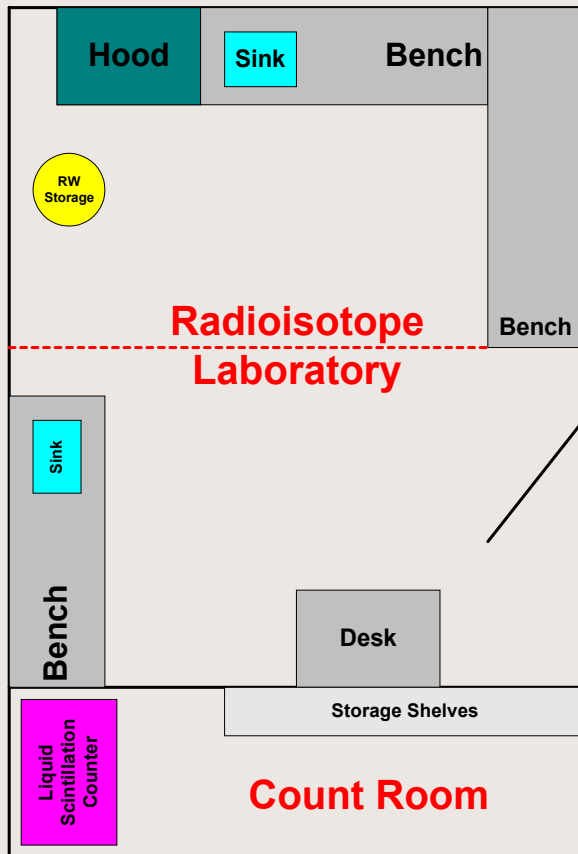 Hood
Sink
Bench
RW
Storage
Bench
Radioisotope
Laboratory
Sink
Bench
Desk
Storage Shelves
Liquid
Scintillation
Counter
Count Room